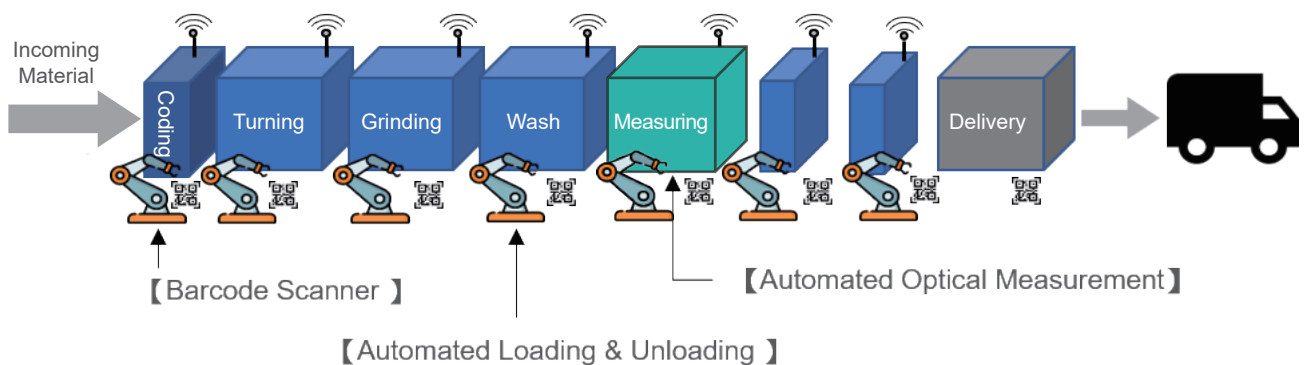 Incoming
Material
Coding
Turning
Grinding
Wash
Measuring
Delivery
【Barcode Scanner】
【Automated Optical Measurement】
【Automated Loading & Unloading】